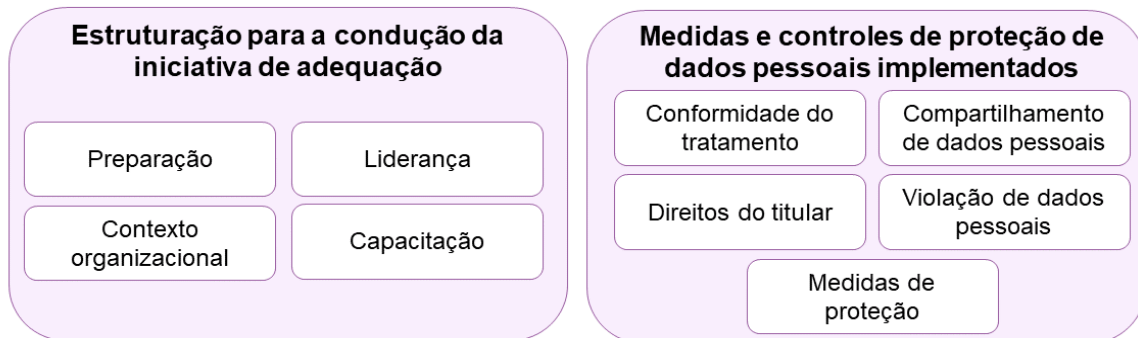 Estruturação para a condução da
iniciativa de adequação
Preparação
Liderança
Contexto
organizacional
Capacitação
Medidas e controles de proteção de
dados pessoais implementados
Conformidade do
tratamento
Compartilhamento
de dados pessoais
Direitos do titular
Violação de dados
pessoais
Medidas de
proteção